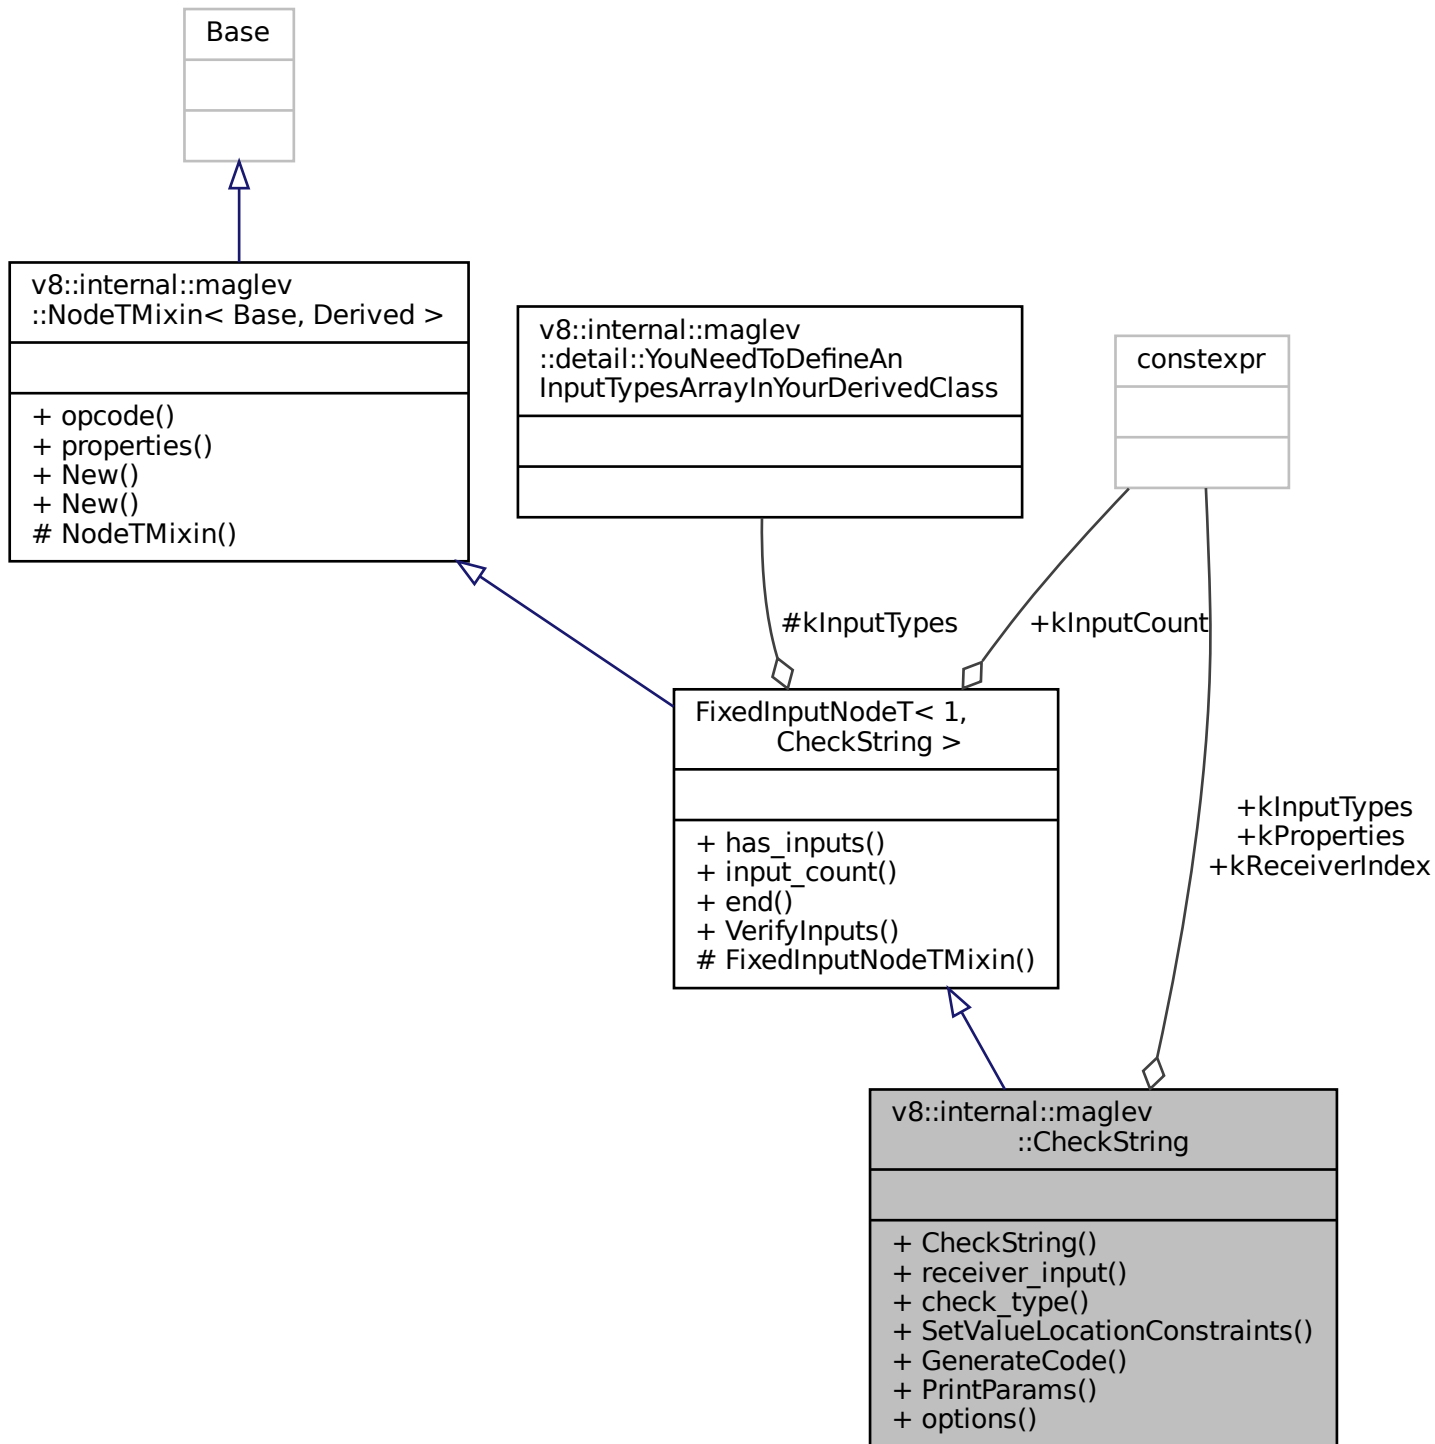 Base
v8::internal::maglev
::NodeTMixin< Base, Derived >
+ opcode()
+ properties()
+ New()
+ New()
# NodeTMixin()
v8::internal::maglev
::detail::YouNeedToDefineAn
InputTypesArrayInYourDerivedClass
constexpr
#kInputTypes
+kInputCount
FixedInputNodeT< 1,
CheckString >
+ has_inputs()
+ input_count()
+ end()
+ VerifyInputs()
# FixedInputNodeTMixin()
+kInputTypes
+kProperties
+kReceiverIndex
v8::internal::maglev
::CheckString
+ CheckString()
+ receiver_input()
+ check_type()
+ SetValueLocationConstraints()
+ GenerateCode()
+ PrintParams()
+ options()